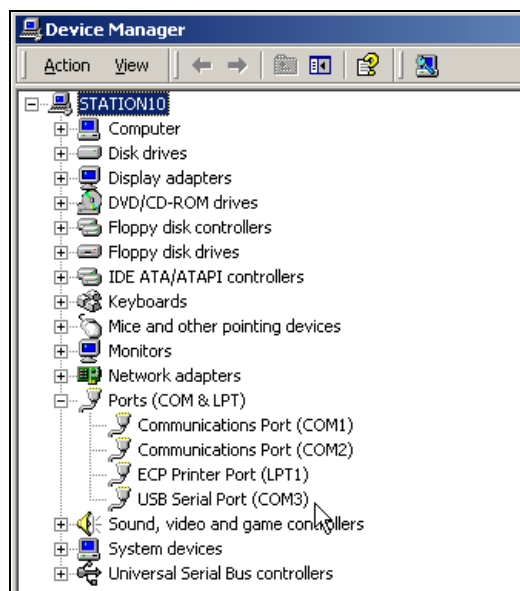 Device Manager
Action View
STATION10
Computer
Disk drives
Display adapters
DVD/CD-ROM drives
Floppy disk controllers
Floppy disk drives
IDE ATA/ATAPI controllers
Keyboards
Mice and other pointing devices
Monitors
Network adapters
Ports (COM & LPT)
Communications Port (COM1)
Communications Port (COM2)
ECP Printer Port (LPT1)
USB Serial Port (COM3)
Sound, video and game controllers
System devices
Universal Serial Bus controllers